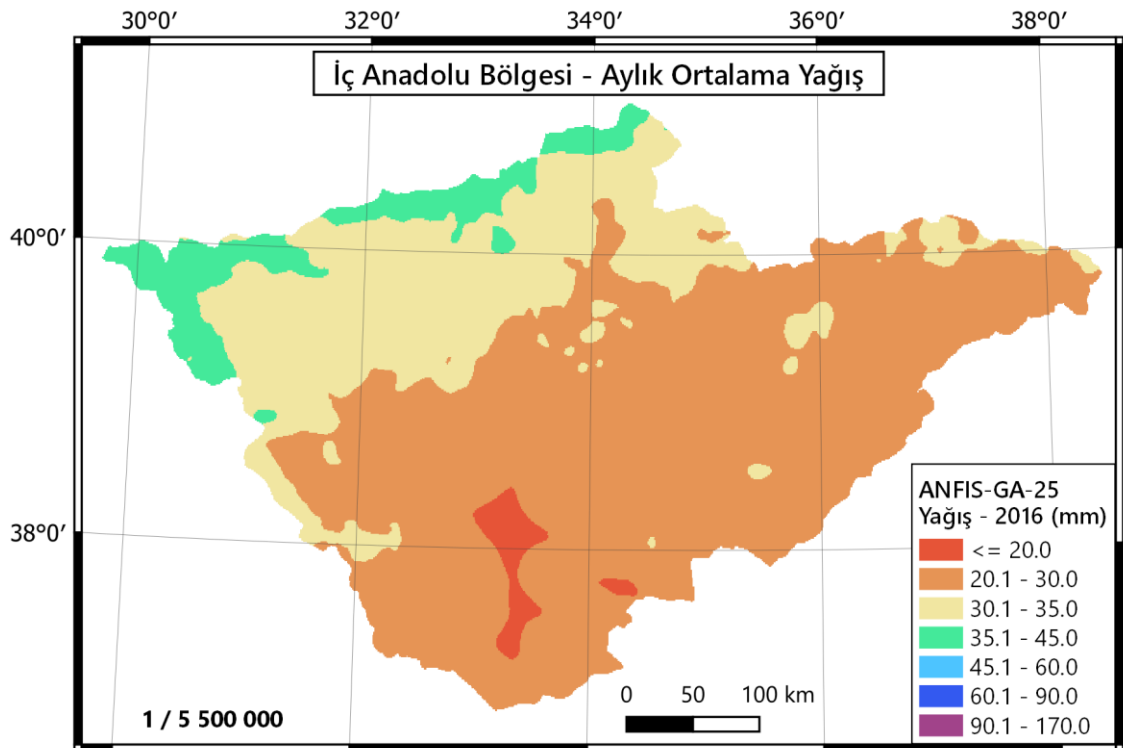 30°0′ 32°0′ 34°0′ 36°0′ 38°0′
İç Anadolu Bölgesi - Aylık Ortalama Yağış
40°0′
38°0′
ANFIS-GA-25
Yağış - 2016 (mm)
<= 20.0
20.1 - 30.0
30.1 - 35.0
35.1 - 45.0
45.1 - 60.0
60.1 - 90.0
90.1 - 170.0
0 50 100 km
1 / 5 500 000